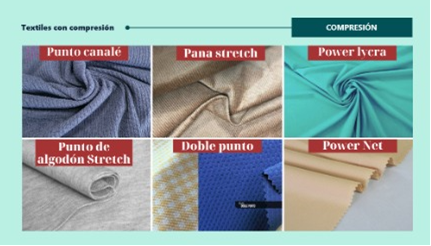 Textiles con compresión
COMPRESIÓN
Punto canalé
Pana stretch
Power lycra
Punto de
algodón Stretch
Doble punto
Power Net